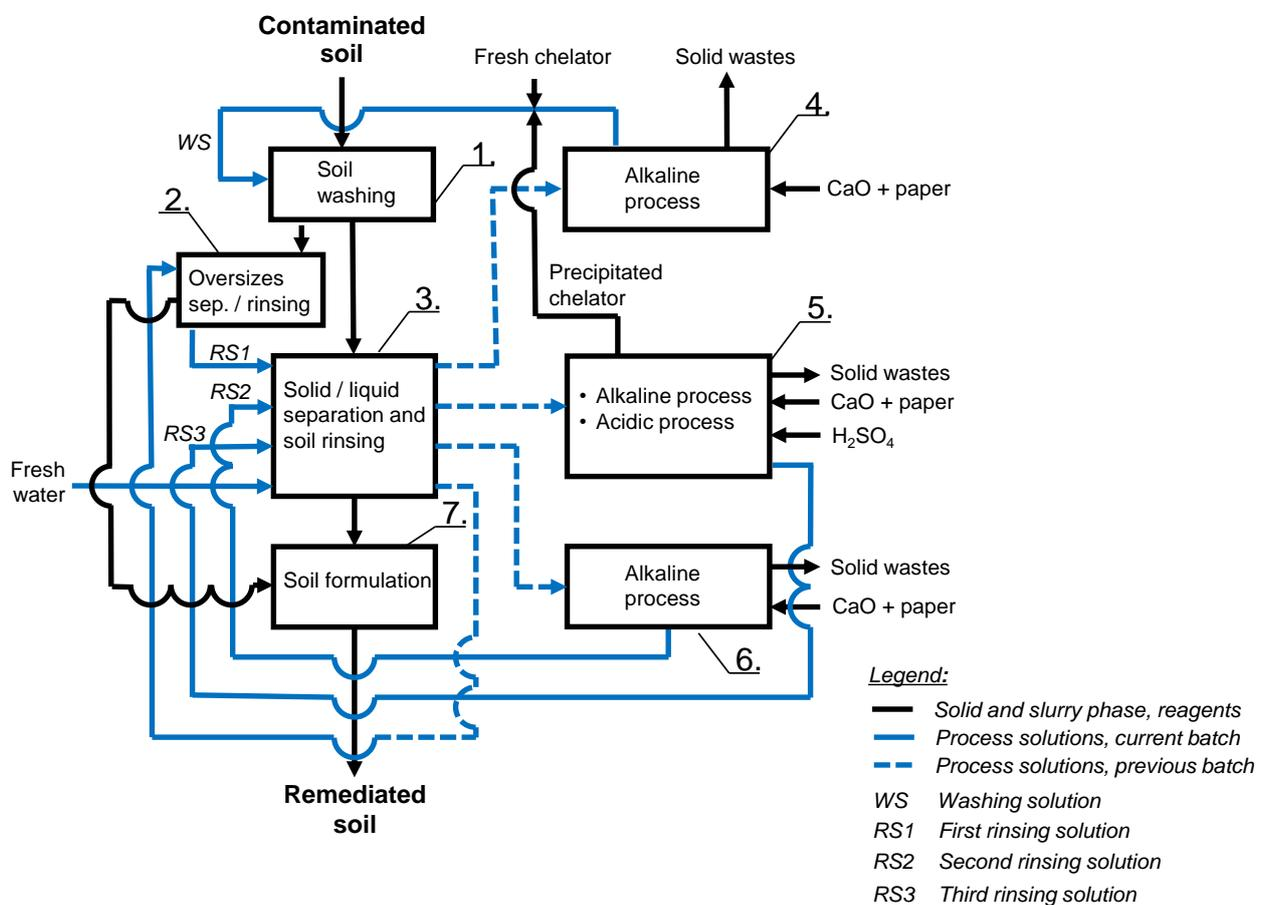 Contaminated
soil
Fresh chelator
Solid wastes
WS
1.
4.
Soil
washing
Alkaline
process
CaO + paper
2.
Oversizes
sep. / rinsing
Precipitated
chelator
3.
5.
RS1
RS2
RS3
Solid / liquid
separation and
soil rinsing
• Alkaline process
• Acidic process
Solid wastes
CaO + paper
H₂SO₄
Fresh
water
7.
Soil formulation
Alkaline
process
Solid wastes
CaO + paper
6.
Remediated
soil
Legend:
Solid and slurry phase, reagents
Process solutions, current batch
Process solutions, previous batch
WS Washing solution
RS1 First rinsing solution
RS2 Second rinsing solution
RS3 Third rinsing solution